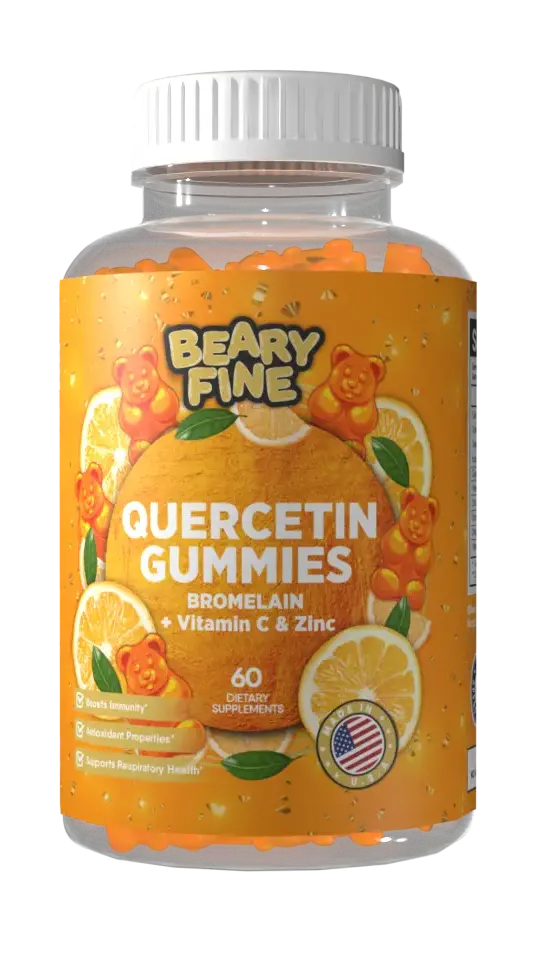 BEARY
FINE
QUERCETIN
GUMMIES
BROMELAIN
+ Vitamin C & Zinc
60
DIETARY
SUPPLEMENTS
Boosts Immunity*
Antioxidant Properties*
Supports Respiratory Health*
MADE IN
U.S.A